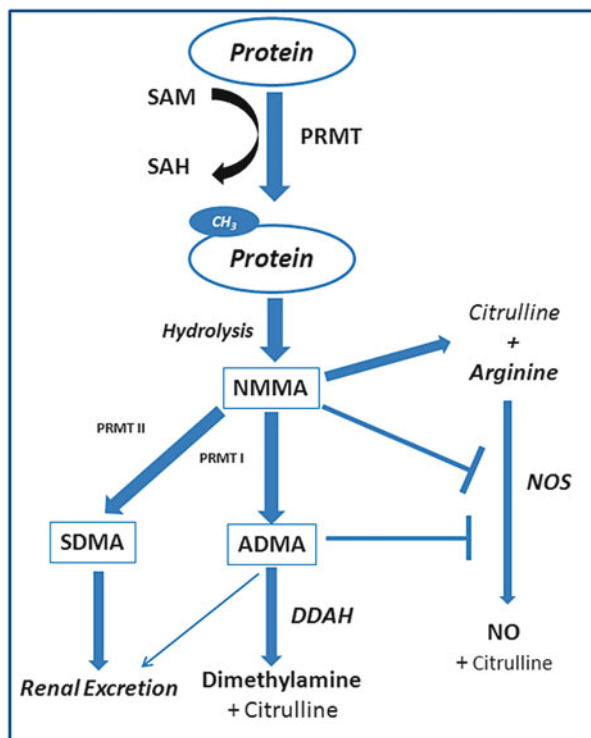 Protein
SAM
PRMT
SAH
CH3
Protein
Hydrolysis
Citrulline
+
Arginine
NMMA
PRMT II
PRMT I
NOS
SDMA
ADMA
DDAH
NO
+ Citrulline
Renal Excretion
Dimethylamine
+ Citrulline